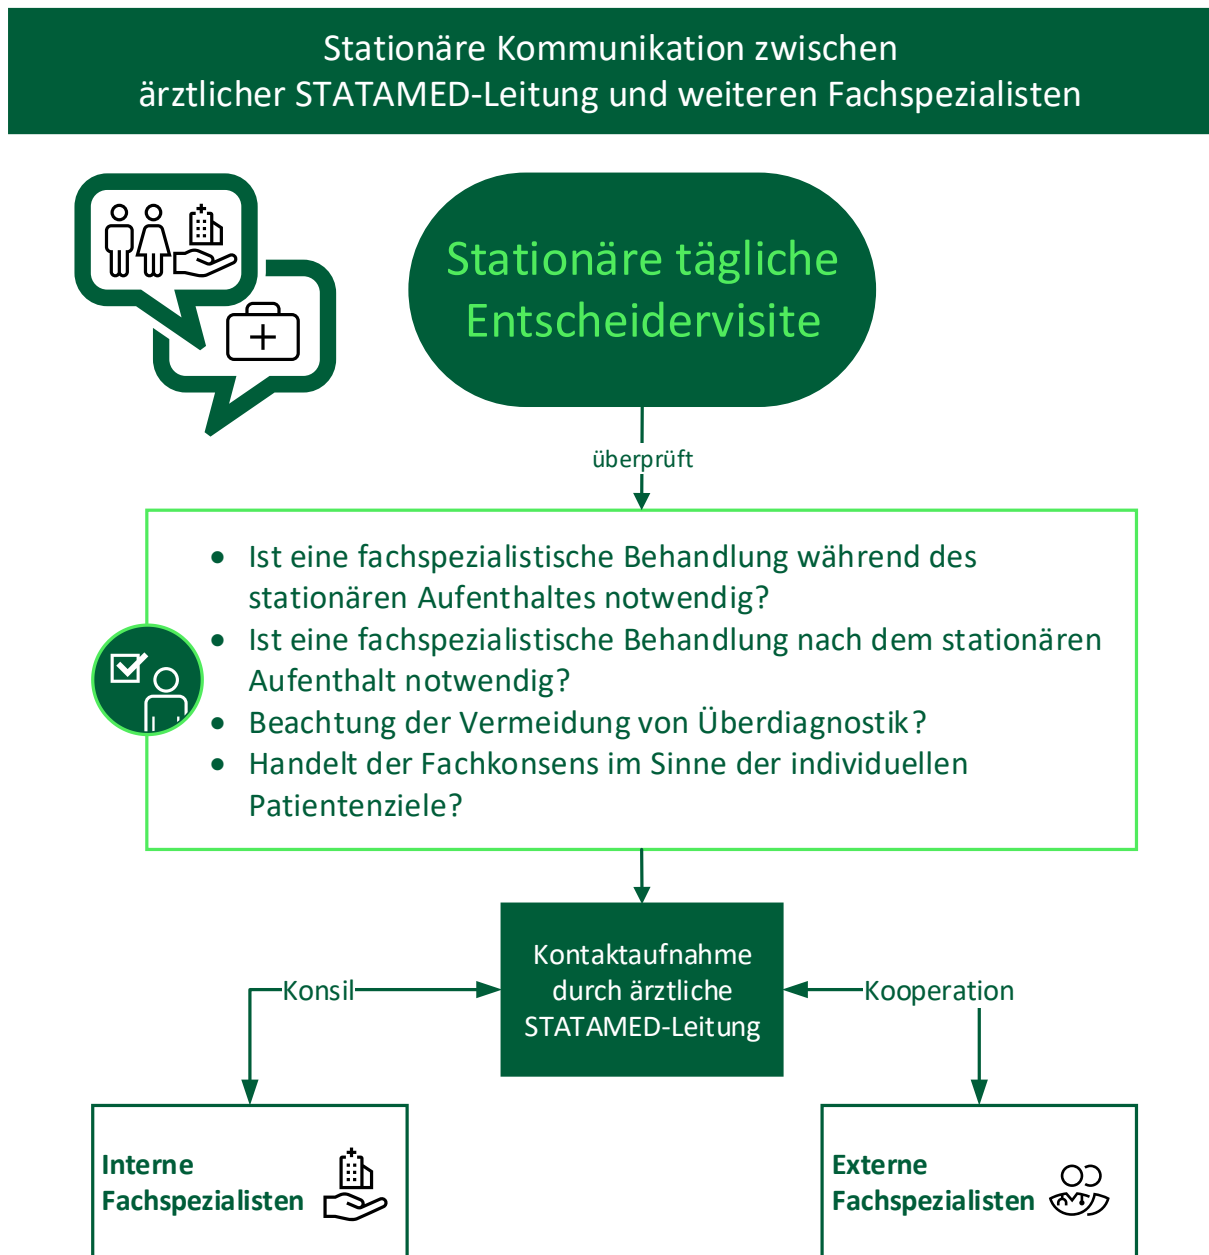 Stationäre Kommunikation zwischen
ärztlicher STATAMED-Leitung und weiteren Fachspezialisten
Stationäre tägliche
Entscheidervisite
überprüft
• Ist eine fachspezialistische Behandlung während des
stationären Aufenthaltes notwendig?
• Ist eine fachspezialistische Behandlung nach dem stationären
Aufenthalt notwendig?
• Beachtung der Vermeidung von Überdiagnostik?
• Handelt der Fachkonsens im Sinne der individuellen
Patientenziele?
Kontaktaufnahme
durch ärztliche
STATAMED-Leitung
Konsil
Kooperation
Interne
Fachspezialisten
Externe
Fachspezialisten